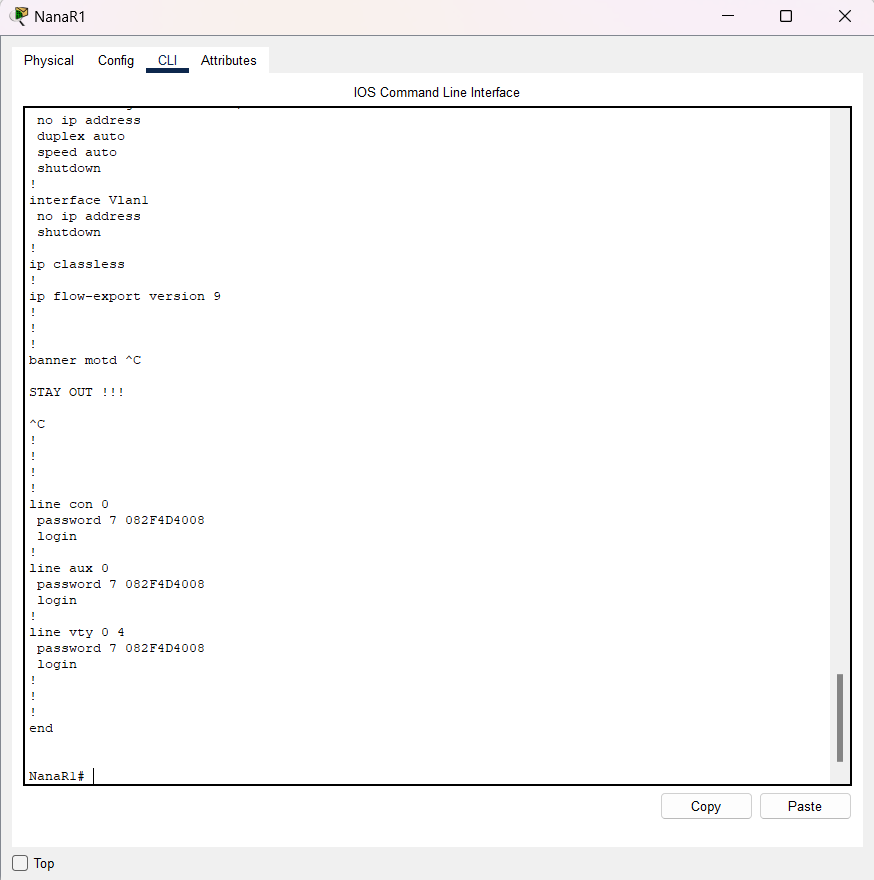 NanaR1
Physical Config CLI Attributes
IOS Command Line Interface
no ip address
duplex auto
speed auto
shutdown
!
interface Vlan1
no ip address
shutdown
!
ip classless
!
ip flow-export version 9
!
!
!
banner motd ^C
STAY OUT !!!
^C
!
!
!
!
line con 0
password 7 082F4D4008
login
!
line aux 0
password 7 082F4D4008
login
!
line vty 0 4
password 7 082F4D4008
login
!
!
!
end
NanaR1#
Copy Paste
Top